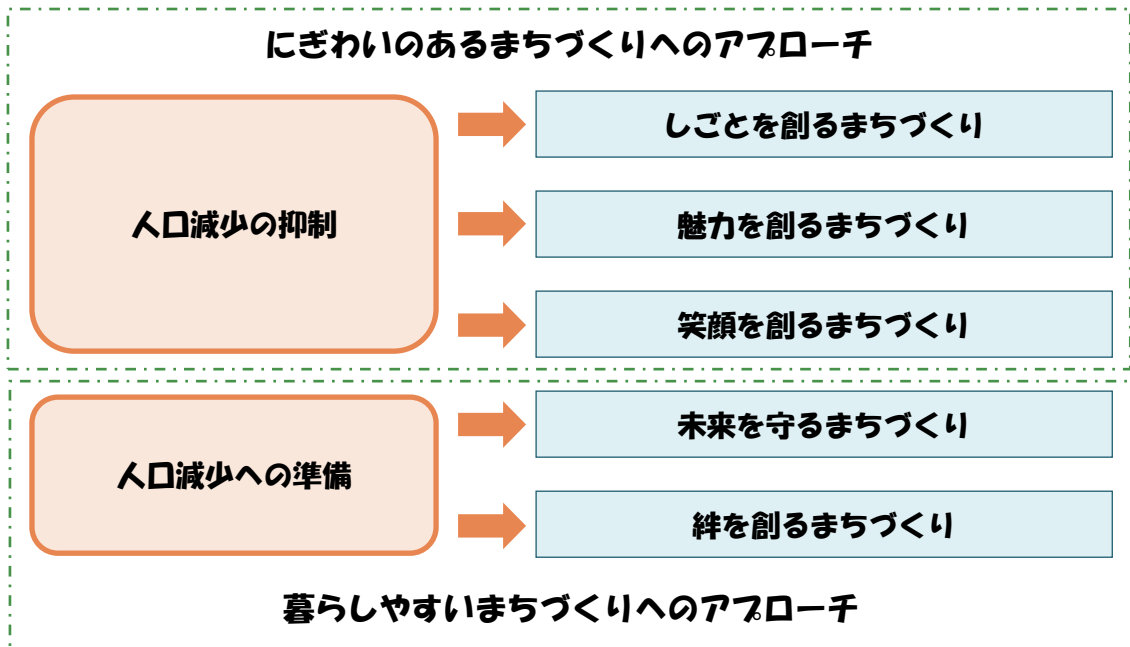 にぎわいのあるまちづくりへのアプローチ
人口減少の抑制
しごとを創るまちづくり
魅力を創るまちづくり
笑顔を創るまちづくり
人口減少への準備
未来を守るまちづくり
絆を創るまちづくり
暮らしやすいまちづくりへのアプローチ